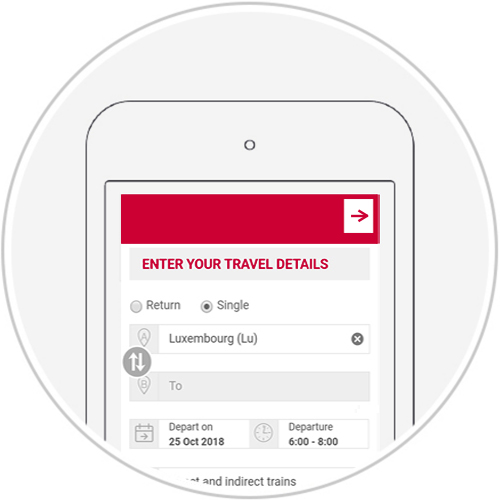 ENTER YOUR TRAVEL DETAILS
Return Single
A Luxembourg (Lu)
B To
Depart on Departure
25 Oct 2018 6:00 - 8:00
and indirect trains